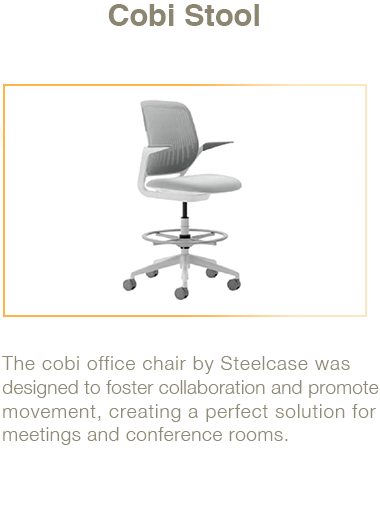 Cobi Stool
The cobi office chair by Steelcase was
designed to foster collaboration and promote
movement, creating a perfect solution for
meetings and conference rooms.